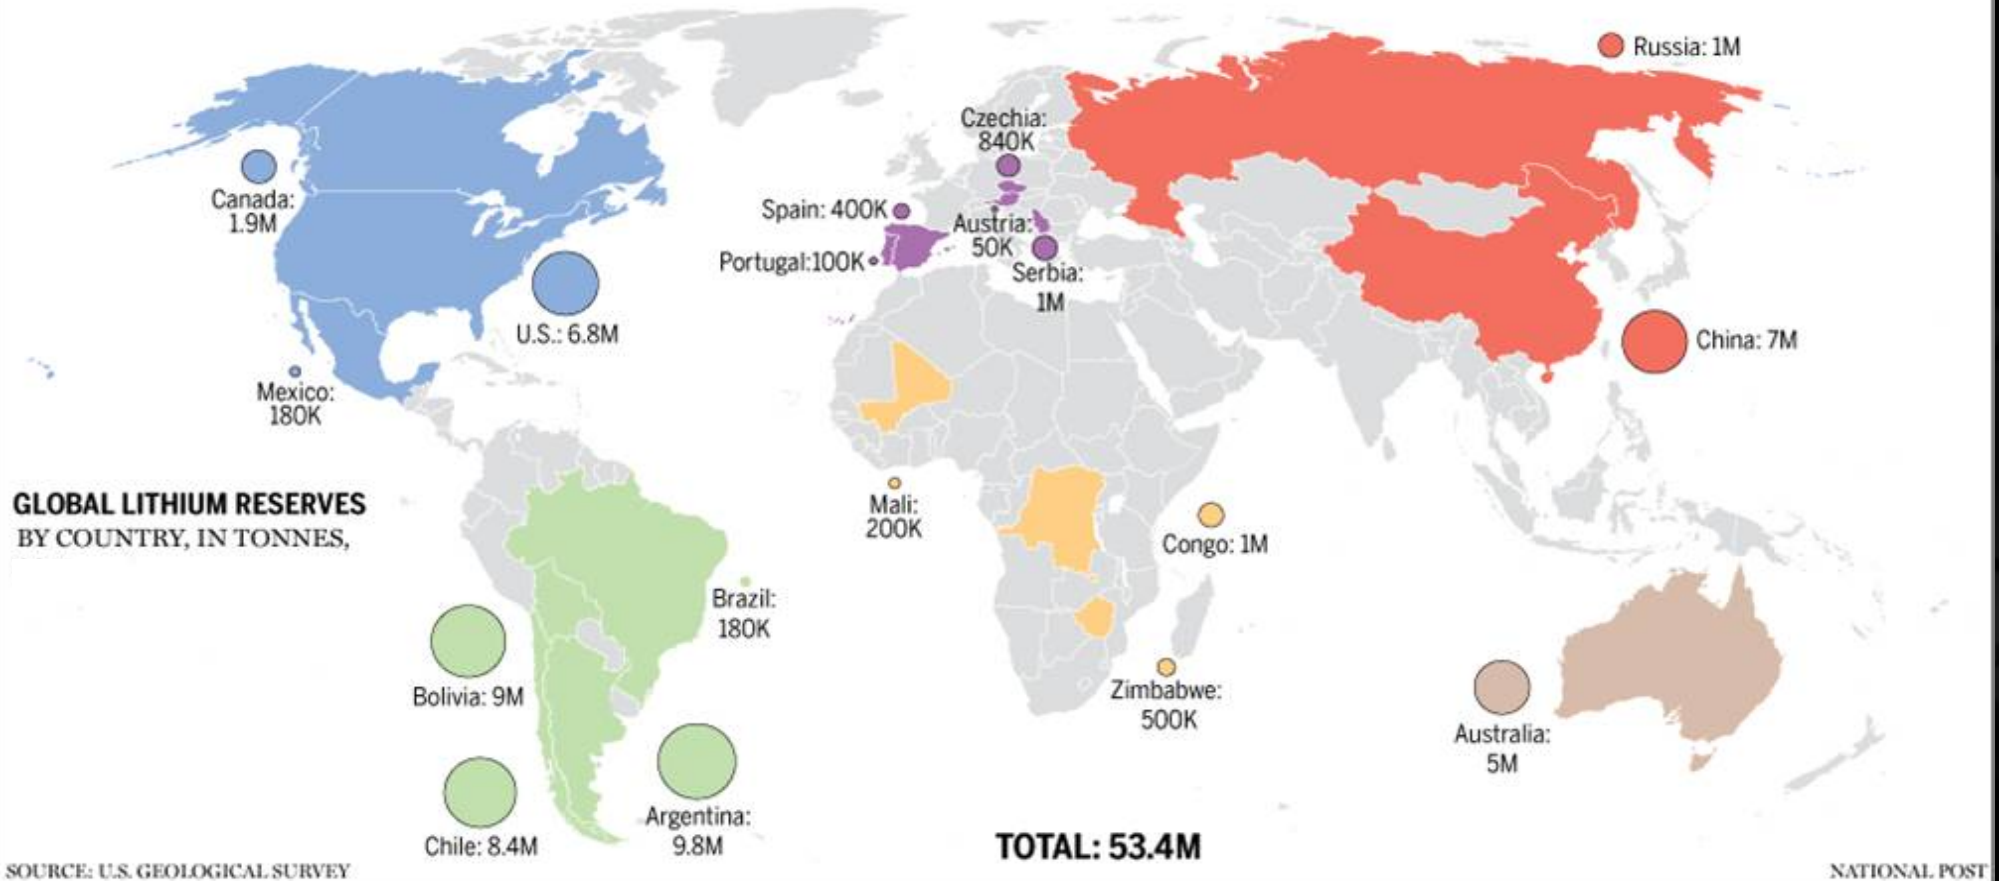 Russia: 1M
Czechia:
840K
Canada:
1.9M
Spain: 400K
Austria:
50K
Portugal:100K
Serbia:
1M
U.S.: 6.8M
China: 7M
Mexico:
180K
GLOBAL LITHIUM RESERVES
BY COUNTRY, IN TONNES,
Mali:
200K
Congo: 1M
Brazil:
180K
Bolivia: 9M
Zimbabwe:
500K
Australia:
5M
Argentina:
9.8M
Chile: 8.4M
TOTAL: 53.4M
SOURCE: U.S. GEOLOGICAL SURVEY
NATIONAL POST